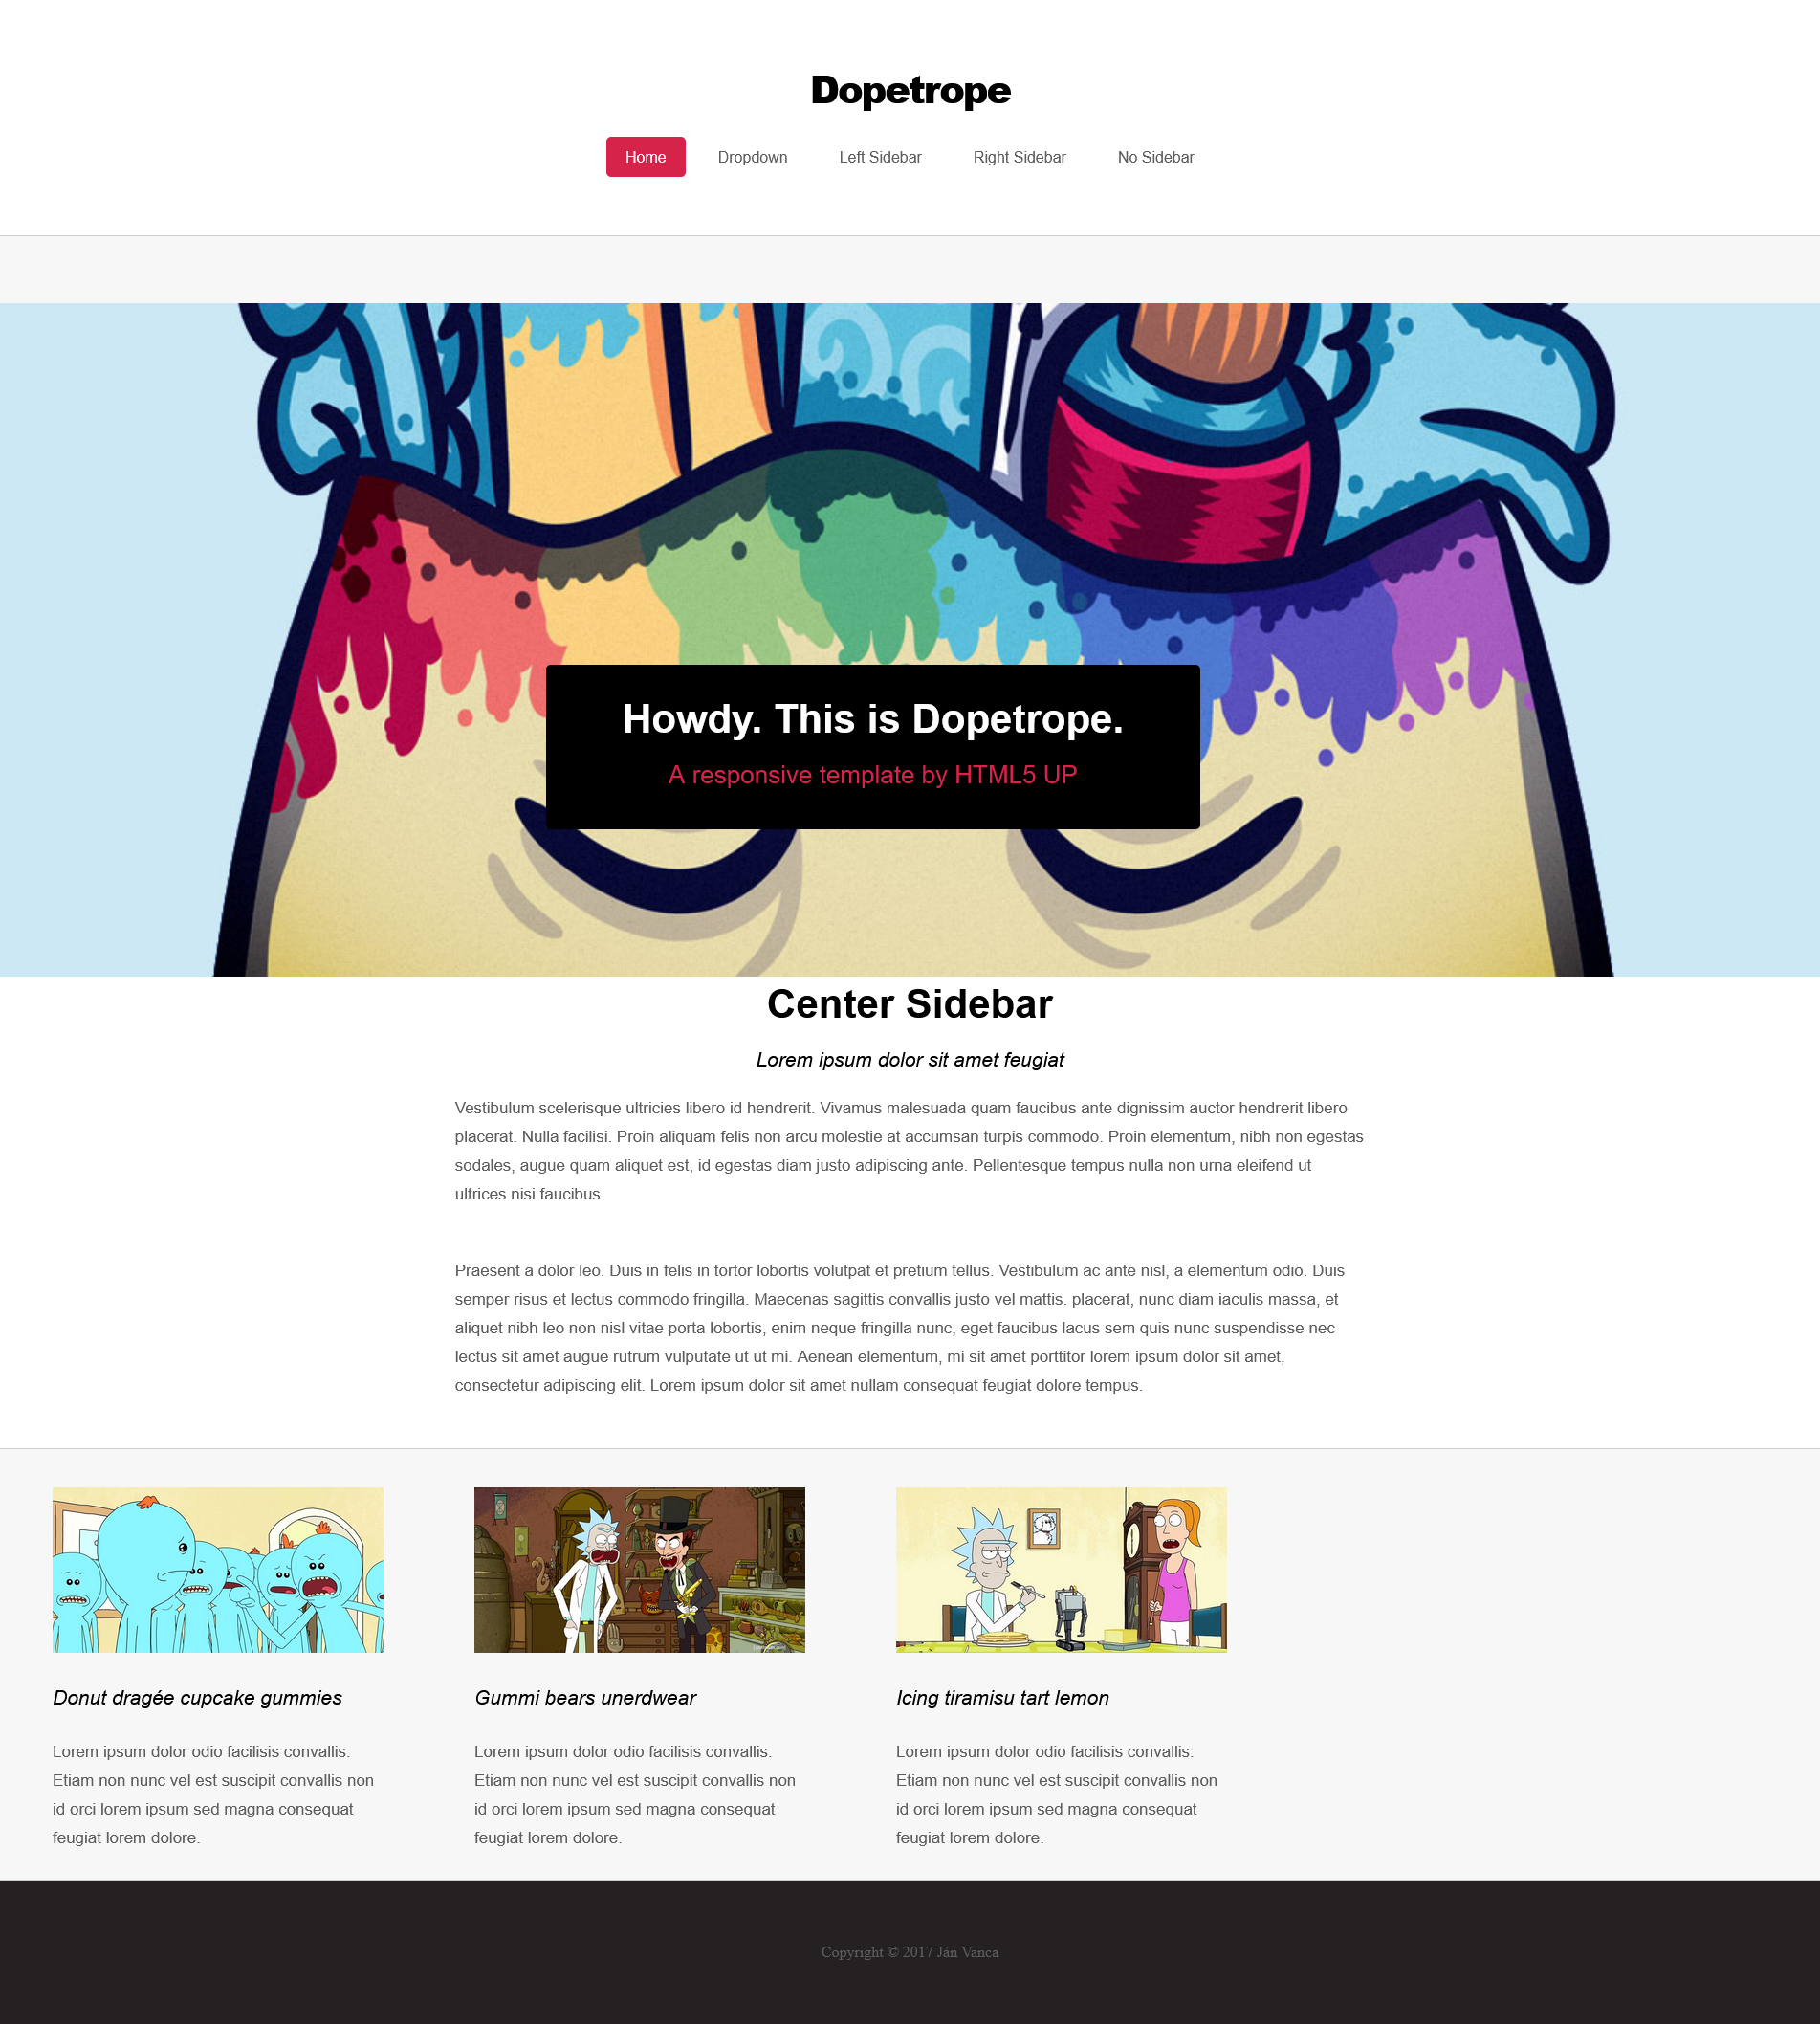 Dopetrope
Home Dropdown Left Sidebar Right Sidebar No Sidebar
Howdy. This is Dopetrope.
A responsive template by HTML5 UP
Center Sidebar
Lorem ipsum dolor sit amet feugiat
Vestibulum scelerisque ultricies libero id hendrerit. Vivamus malesuada quam faucibus ante dignissim auctor hendrerit libero
placerat. Nulla facilisi. Proin aliquam felis non arcu molestie at accumsan turpis commodo. Proin elementum, nibh non egestas
sodales, augue quam aliquet est, id egestas diam justo adipiscing ante. Pellentesque tempus nulla non urna eleifend ut
ultrices nisi faucibus.
Praesent a dolor leo. Duis in felis in tortor lobortis volutpat et pretium tellus. Vestibulum ac ante nisl, a elementum odio. Duis
semper risus et lectus commodo fringilla. Maecenas sagittis convallis justo vel mattis. placerat, nunc diam iaculis massa, et
aliquet nibh leo non nisl vitae porta lobortis, enim neque fringilla nunc, eget faucibus lacus sem quis nunc suspendisse nec
lectus sit amet augue rutrum vulputate ut ut mi. Aenean elementum, mi sit amet porttitor lorem ipsum dolor sit amet,
consectetur adipiscing elit. Lorem ipsum dolor sit amet nullam consequat feugiat dolore tempus.
Donut dragée cupcake gummies
Lorem ipsum dolor odio facilisis convallis.
Etiam non nunc vel est suscipit convallis non
id orci lorem ipsum sed magna consequat
feugiat lorem dolore.
Gummi bears unerdwear
Lorem ipsum dolor odio facilisis convallis.
Etiam non nunc vel est suscipit convallis non
id orci lorem ipsum sed magna consequat
feugiat lorem dolore.
Icing tiramisu tart lemon
Lorem ipsum dolor odio facilisis convallis.
Etiam non nunc vel est suscipit convallis non
id orci lorem ipsum sed magna consequat
feugiat lorem dolore.
Copyright © 2017 Ján Vanca